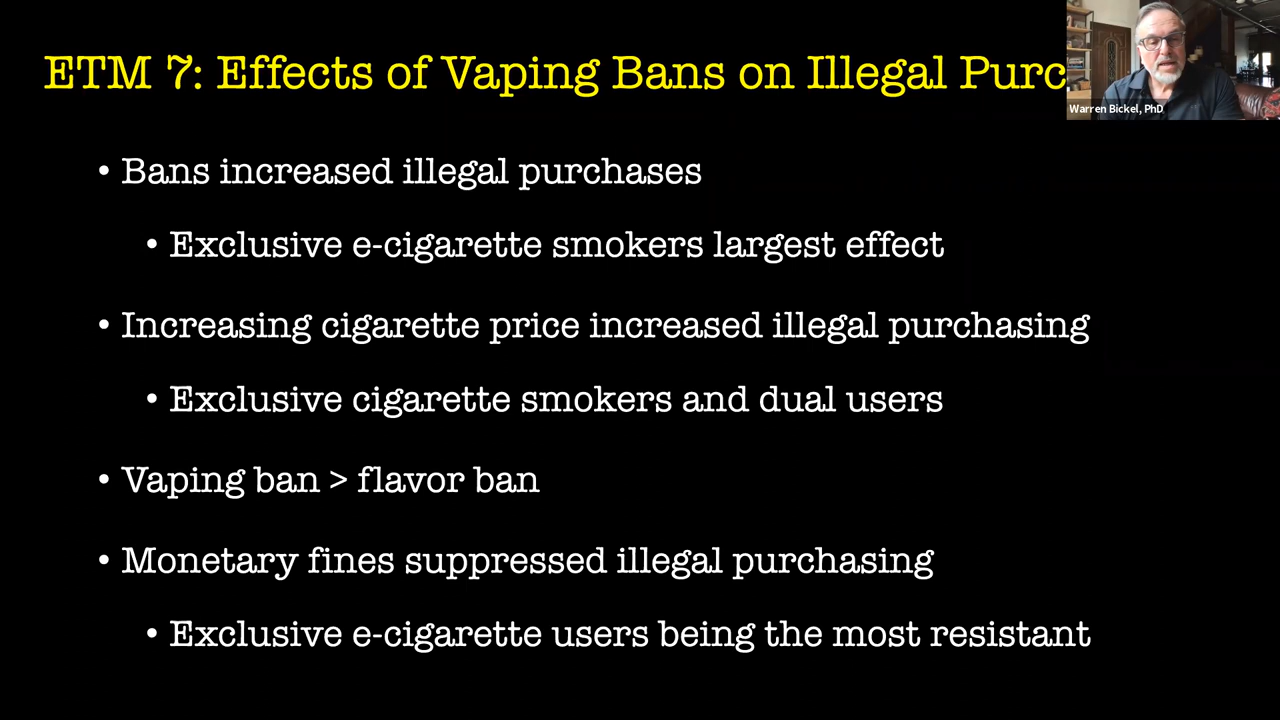 ETM 7: Effects of Vaping Bans on Illegal Purc
Warren Bickel, PhD
• Bans increased illegal purchases
• Exclusive e-cigarette smokers largest effect
• Increasing cigarette price increased illegal purchasing
• Exclusive cigarette smokers and dual users
• Vaping ban > flavor ban
• Monetary fines suppressed illegal purchasing
• Exclusive e-cigarette users being the most resistant